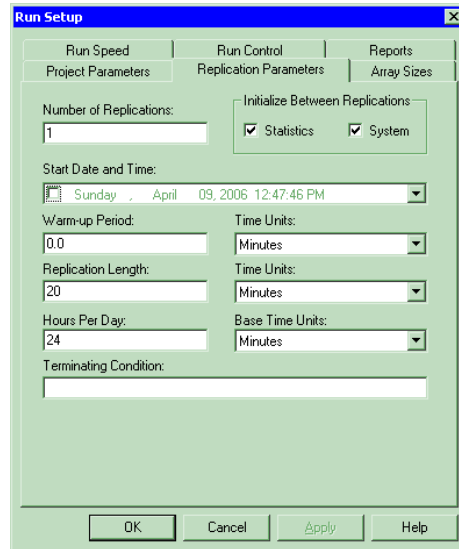 Run Setup
Run Speed Run Control Reports
Project Parameters Replication Parameters Array Sizes
Number of Replications:
1
Initialize Between Replications
Statistics System
Start Date and Time:
Sunday , April 09, 2006 12:47:46 PM
Warm-up Period: Time Units:
0.0 Minutes
Replication Length: Time Units:
20 Minutes
Hours Per Day: Base Time Units:
24 Minutes
Terminating Condition:
OK Cancel Apply Help